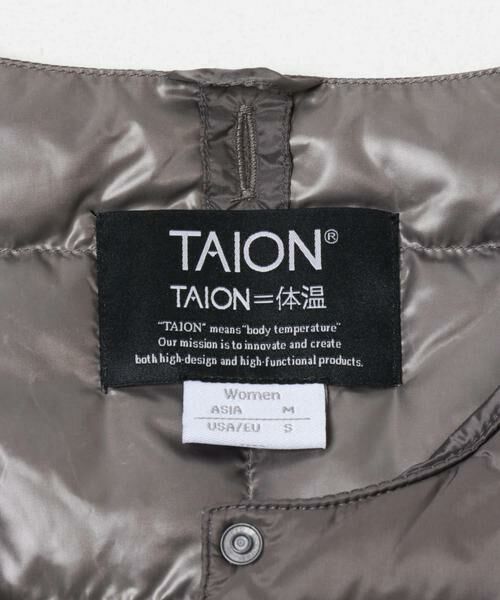 TAION®
TAION=体温
"TAION" means "body temperature"
Our mission is to innovate and create
both high-design and high-functional products.
Women
ASIA M
USA/EU S